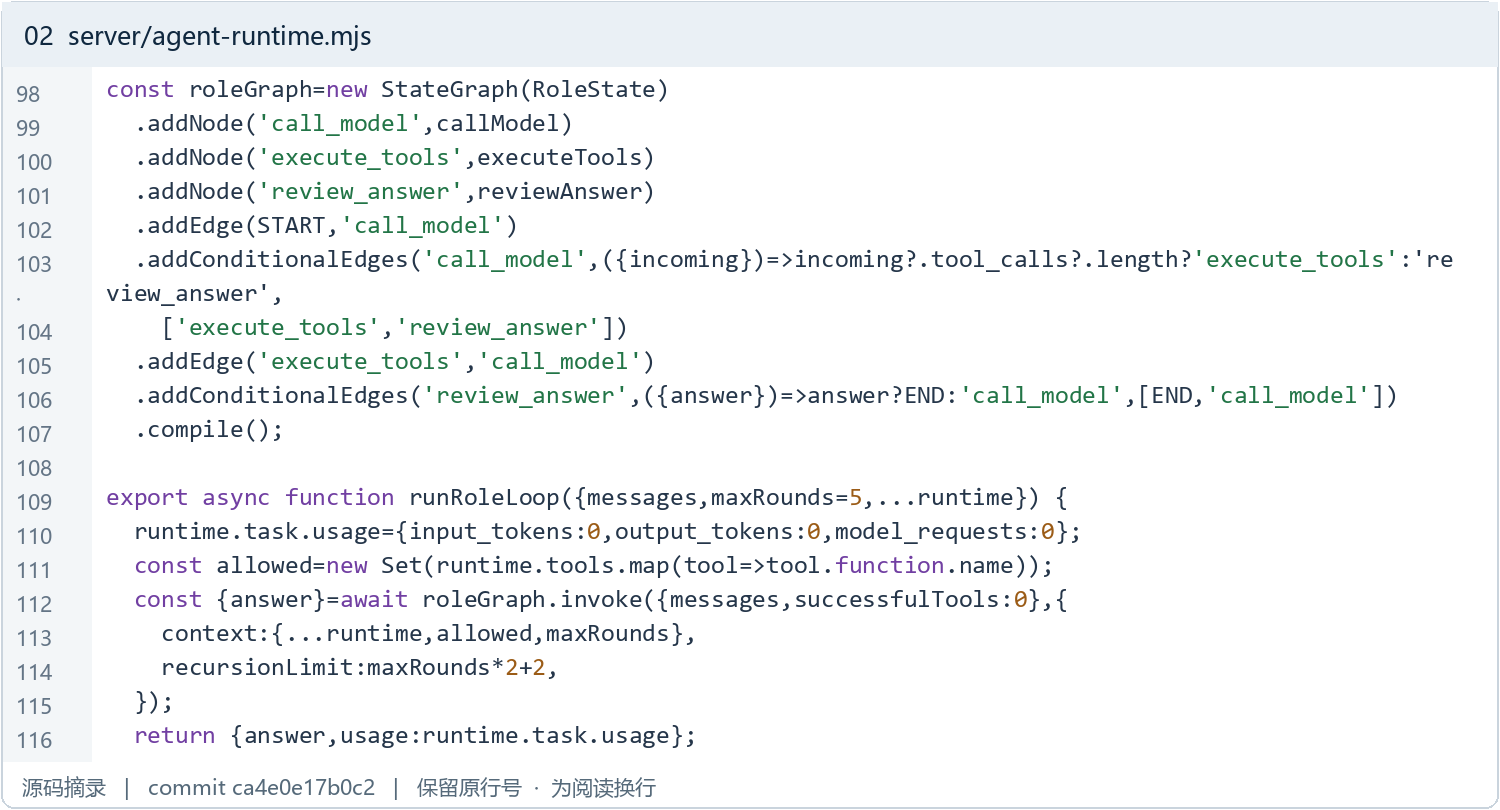 02 server/agent-runtime.mjs
98 const roleGraph=new StateGraph(RoleState)
99   .addNode('call_model',callModel)
100   .addNode('execute_tools',executeTools)
101   .addNode('review_answer',reviewAnswer)
102   .addEdge(START,'call_model')
103   .addConditionalEdges('call_model',({incoming})=>incoming?.tool_calls?.length?'execute_tools':'re
· view_answer',
104     ['execute_tools','review_answer'])
105   .addEdge('execute_tools','call_model')
106   .addConditionalEdges('review_answer',({answer})=>answer?END:'call_model',[END,'call_model'])
107   .compile();
108
109 export async function runRoleLoop({messages,maxRounds=5,...runtime}) {
110   runtime.task.usage={input_tokens:0,output_tokens:0,model_requests:0};
111   const allowed=new Set(runtime.tools.map(tool=>tool.function.name));
112   const {answer}=await roleGraph.invoke({messages,successfulTools:0},{
113     context:{...runtime,allowed,maxRounds},
114     recursionLimit:maxRounds*2+2,
115   });
116   return {answer,usage:runtime.task.usage};
源码摘录 | commit ca4e0e17b0c2 | 保留原行号 · 为阅读换行